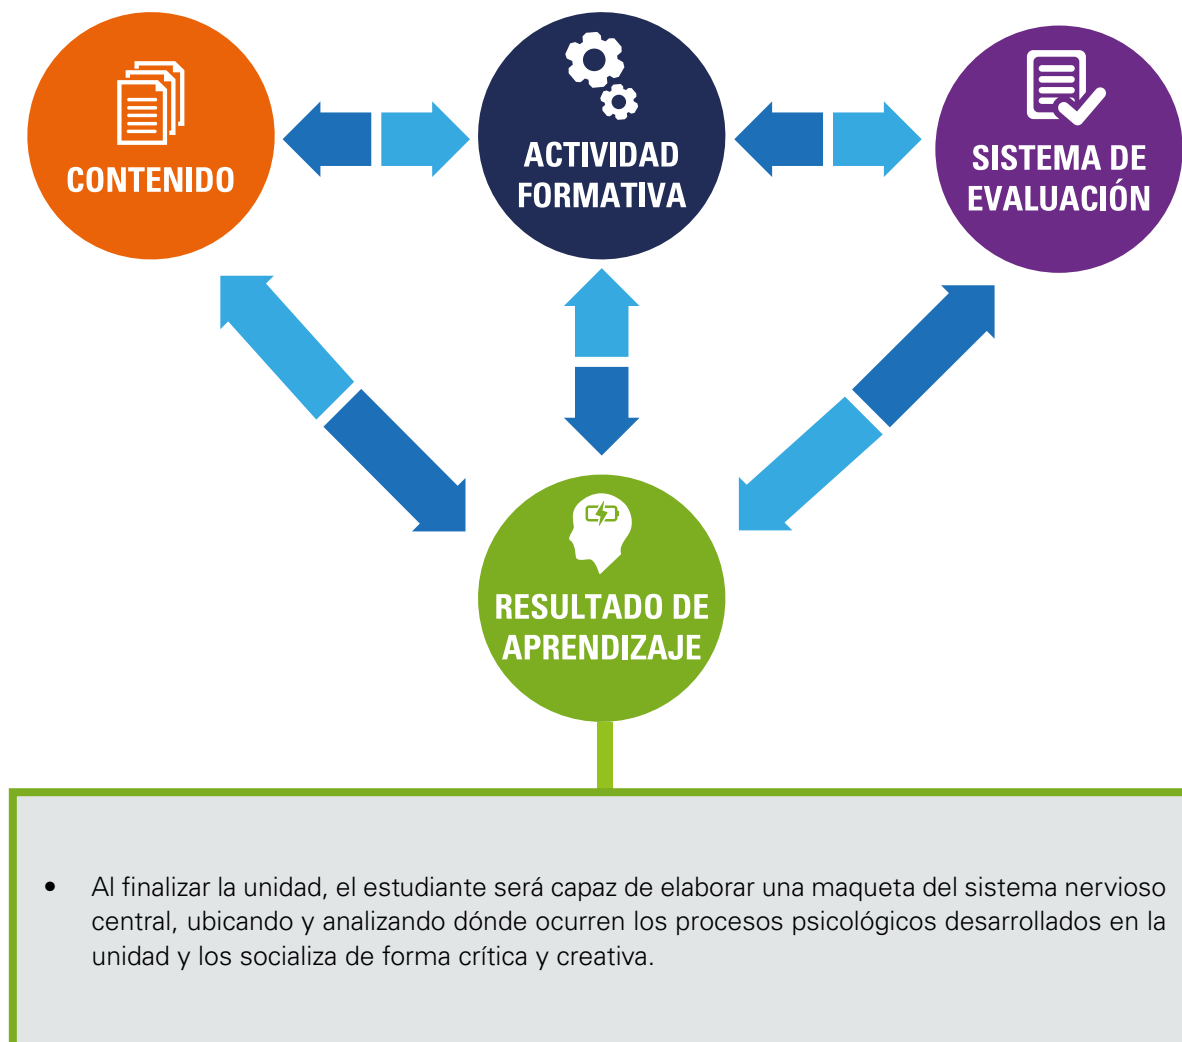 CONTENIDO
ACTIVIDAD
FORMATIVA
SISTEMA DE
EVALUACIÓN
RESULTADO DE
APRENDIZAJE
• Al finalizar la unidad, el estudiante será capaz de elaborar una maqueta del sistema nervioso
central, ubicando y analizando dónde ocurren los procesos psicológicos desarrollados en la
unidad y los socializa de forma crítica y creativa.